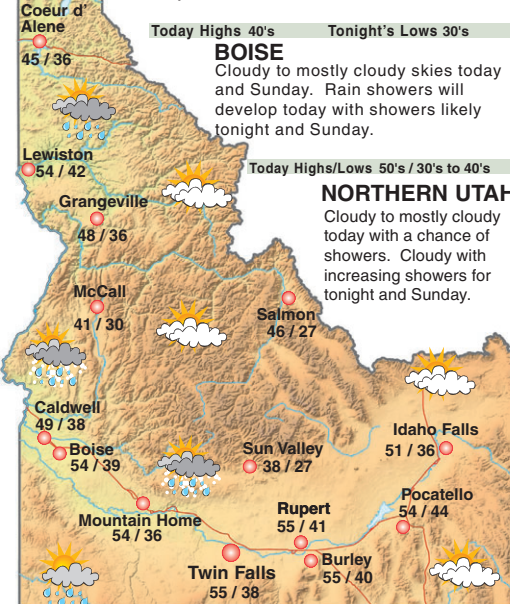 Coeur d'
Alene
45 / 36
Today Highs 40's Tonight's Lows 30's
BOISE
Cloudy to mostly cloudy skies today
and Sunday. Rain showers will
develop today with showers likely
tonight and Sunday.
Lewiston
54 / 42
Today Highs/Lows 50's / 30's to 40's
NORTHERN UTAH
Cloudy to mostly cloudy
today with a chance of
showers. Cloudy with
increasing showers for
tonight and Sunday.
Grangeville
48 / 36
McCall
41 / 30
Salmon
46 / 27
Caldwell
49 / 38
Boise
54 / 39
Sun Valley
38 / 27
Idaho Falls
51 / 36
Mountain Home
54 / 36
Rupert
55 / 41
Pocatello
54 / 44
Twin Falls
55 / 38
Burley
55 / 40